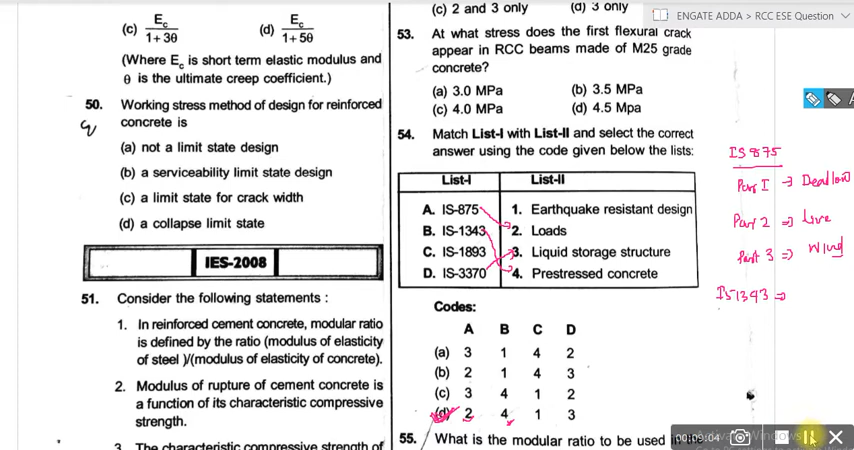 (c) E_c / 1 + 3θ (d) E_c / 1 + 5θ
(Where E_c is short term elastic modulus and
θ is the ultimate creep coefficient.)
50. Working stress method of design for reinforced
concrete is
(a) not a limit state design
(b) a serviceability limit state design
(c) a limit state for crack width
(d) a collapse limit state
IES-2008
51. Consider the following statements :
1. In reinforced cement concrete, modular ratio
is defined by the ratio (modulus of elasticity
of steel )/(modulus of elasticity of concrete).
2. Modulus of rupture of cement concrete is
a function of its characteristic compressive
strength.
3. The characteristic compressive strength of
(c) 2 and 3 only (d) 3 only
53. At what stress does the first flexural crack
appear in RCC beams made of M25 grade
concrete?
(a) 3.0 MPa (b) 3.5 MPa
(c) 4.0 MPa (d) 4.5 Mpa
54. Match List-I with List-II and select the correct
answer using the code given below the lists:
List-I List-II
A. IS-875 1. Earthquake resistant design
B. IS-1343 2. Loads
C. IS-1893 3. Liquid storage structure
D. IS-3370 4. Prestressed concrete
Codes:
A B C D
(a) 3 1 4 2
(b) 2 1 4 3
(c) 3 4 1 2
(d) 2 4 1 3
55. What is the modular ratio to be used in the
ENGATE ADDA > RCC ESE Question
IS 875
Part I → Dead load
Part 2 ⇒ Live
Part 3 ⇒ Wind
IS 1343 ⇒
00:09:04